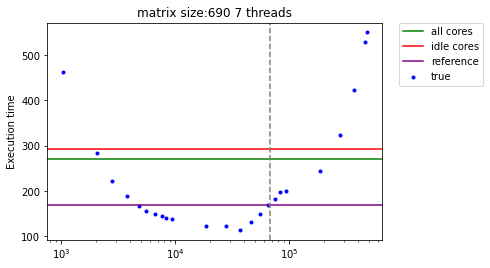 matrix size:690 7 threads
all cores
idle cores
reference
true
Execution time
500
400
300
200
100
10³
10⁴
10⁵